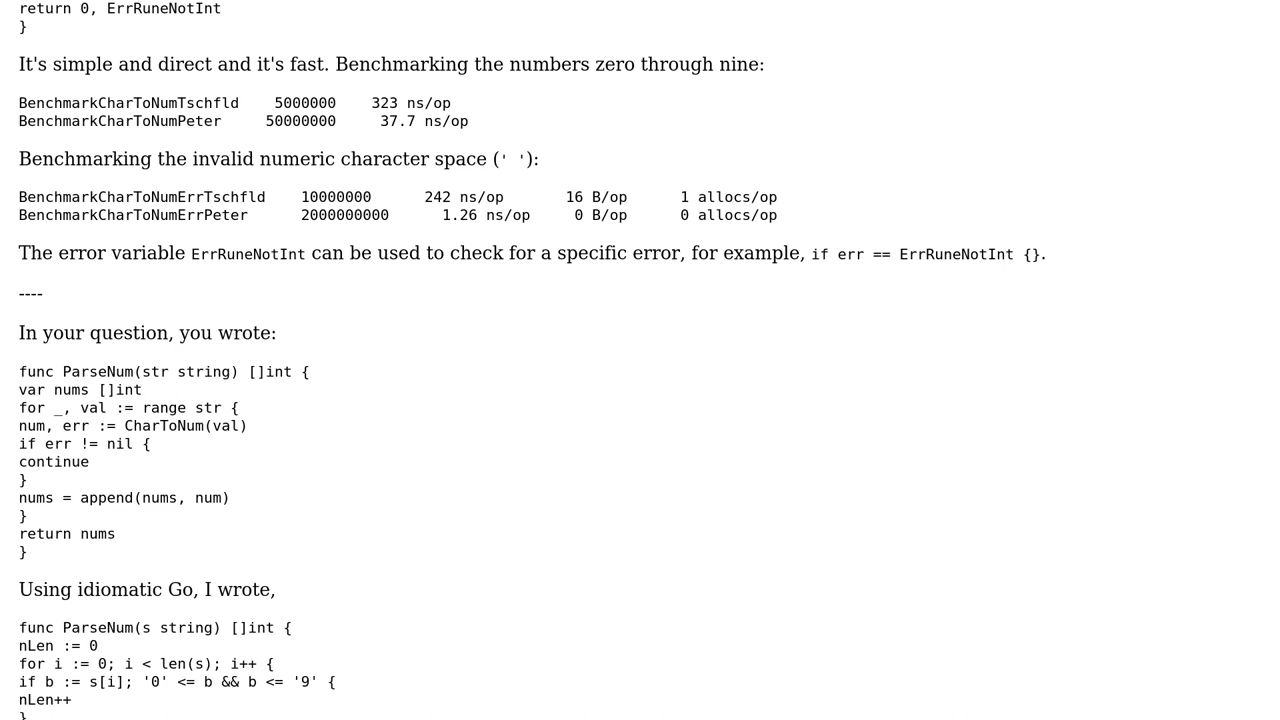 return 0, ErrRuneNotInt
}
It's simple and direct and it's fast. Benchmarking the numbers zero through nine:
BenchmarkCharToNumTschfld    5000000    323 ns/op
BenchmarkCharToNumPeter     50000000     37.7 ns/op
Benchmarking the invalid numeric character space (' '):
BenchmarkCharToNumErrTschfld    10000000      242 ns/op       16 B/op      1 allocs/op
BenchmarkCharToNumErrPeter      2000000000      1.26 ns/op     0 B/op      0 allocs/op
The error variable ErrRuneNotInt can be used to check for a specific error, for example, if err == ErrRuneNotInt {}.
----
In your question, you wrote:
func ParseNum(str string) []int {
var nums []int
for _, val := range str {
num, err := CharToNum(val)
if err != nil {
continue
}
nums = append(nums, num)
}
return nums
}
Using idiomatic Go, I wrote,
func ParseNum(s string) []int {
nLen := 0
for i := 0; i < len(s); i++ {
if b := s[i]; '0' <= b && b <= '9' {
nLen++
}